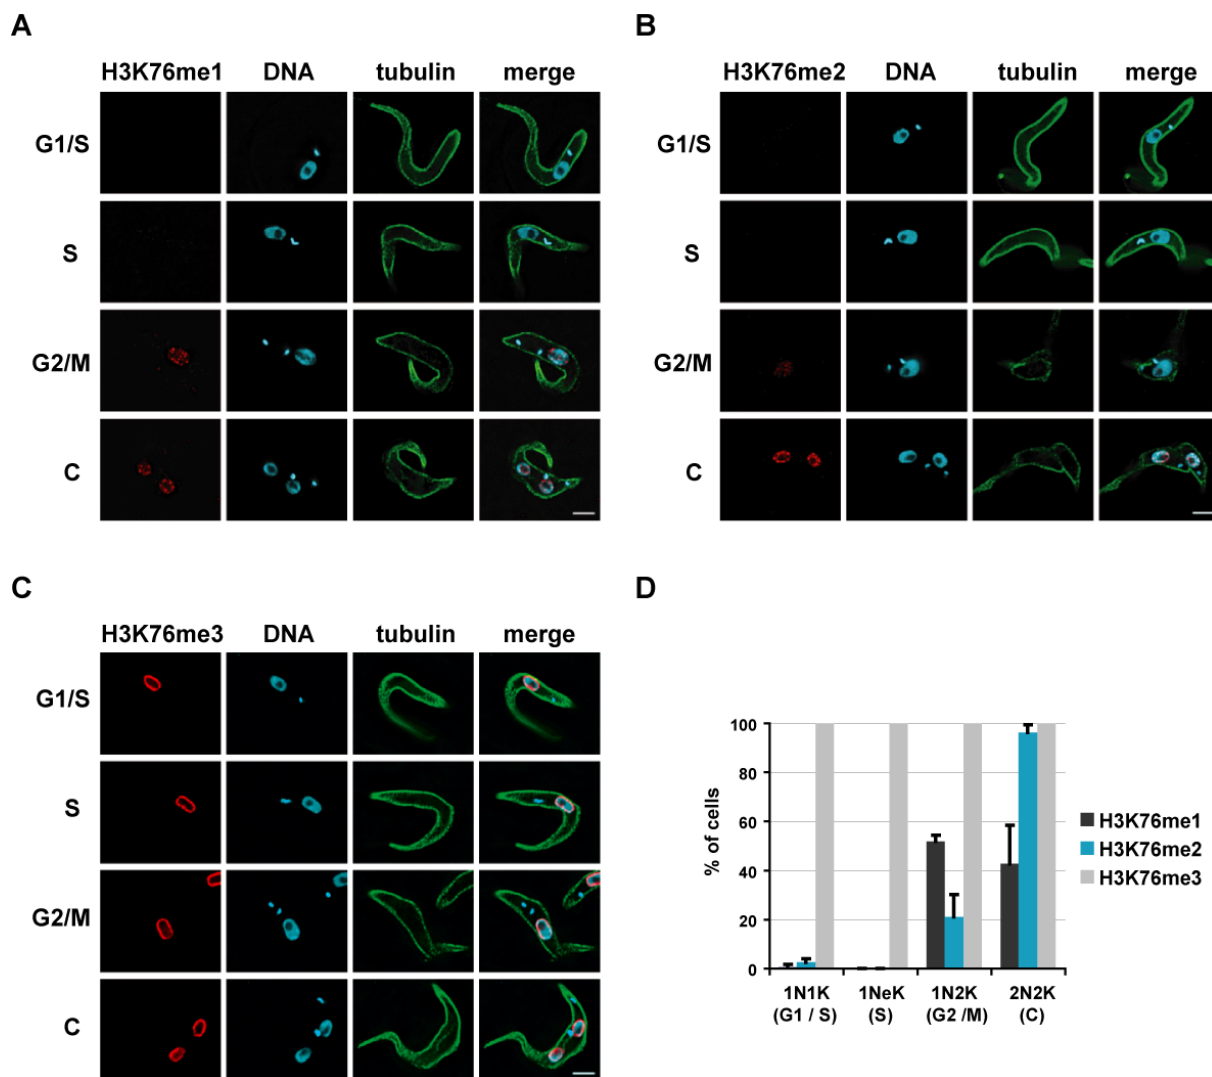 A
H3K76me1 DNA tubulin merge
G1/S
S
G2/M
C
B
H3K76me2 DNA tubulin merge
G1/S
S
G2/M
C
C
H3K76me3 DNA tubulin merge
G1/S
S
G2/M
C
D
% of cells
100
80
60
40
20
0
1N1K 1NeK 1N2K 2N2K
(G1 / S) (S) (G2 /M) (C)
H3K76me1
H3K76me2
H3K76me3